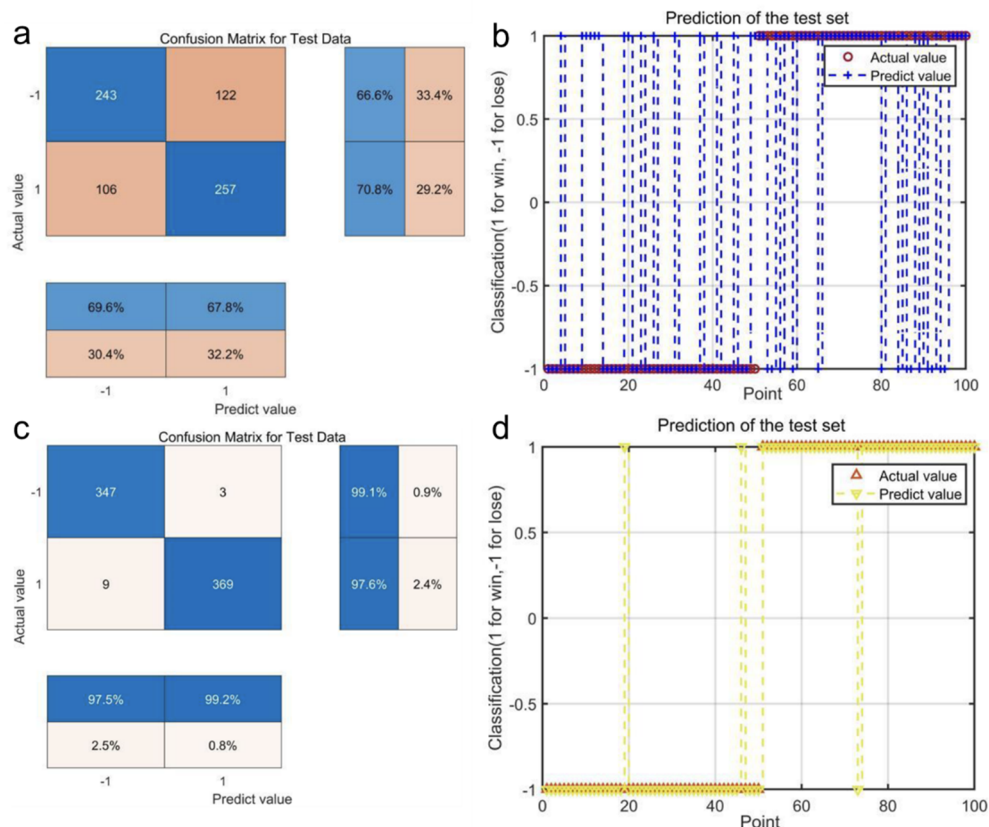 a
Confusion Matrix for Test Data
-1
243
122
66.6%
33.4%
1
106
257
70.8%
29.2%
Actual value
69.6%
67.8%
30.4%
32.2%
-1
1
Predict value
b
Prediction of the test set
Classification(1 for win, -1 for lose)
1
0.5
0
-0.5
-1
0
20
40
60
80
100
Point
Actual value
Predict value
c
Confusion Matrix for Test Data
-1
347
3
99.1%
0.9%
1
9
369
97.6%
2.4%
Actual value
97.5%
99.2%
2.5%
0.8%
-1
1
Predict value
d
Prediction of the test set
Classification(1 for win,-1 for lose)
1
0.5
0
-0.5
-1
0
20
40
60
80
100
Point
Actual value
Predict value